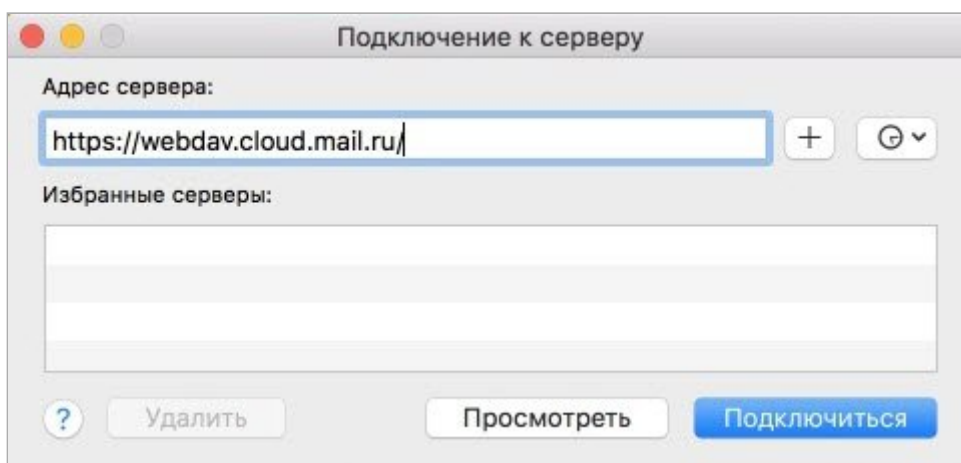 Подключение к серверу
Адрес сервера:
https://webdav.cloud.mail.ru/
Избранные серверы:
? Удалить Просмотреть Подключиться